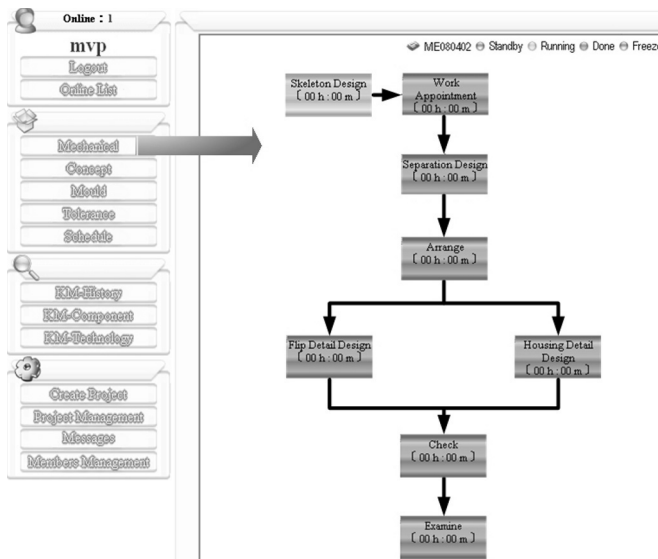 Online : 1
mvp
Logout
Online List
Mechanical
Concept
Mould
Tolerance
Schedule
KM-History
KM-Component
KM-Technology
Create Project
Project Management
Messages
Members Management
ME080402 Standby Running Done Freeze
Skeleton Design
[ 00 h : 00 m ]
Work
Appointment
[ 00 h : 00 m ]
Separation Design
[ 00 h : 00 m ]
Arrange
[ 00 h : 00 m ]
Flip Detail Design
[ 00 h : 00 m ]
Housing Detail
Design
[ 00 h : 00 m ]
Check
[ 00 h : 00 m ]
Examine
[ 00 h : 00 m ]